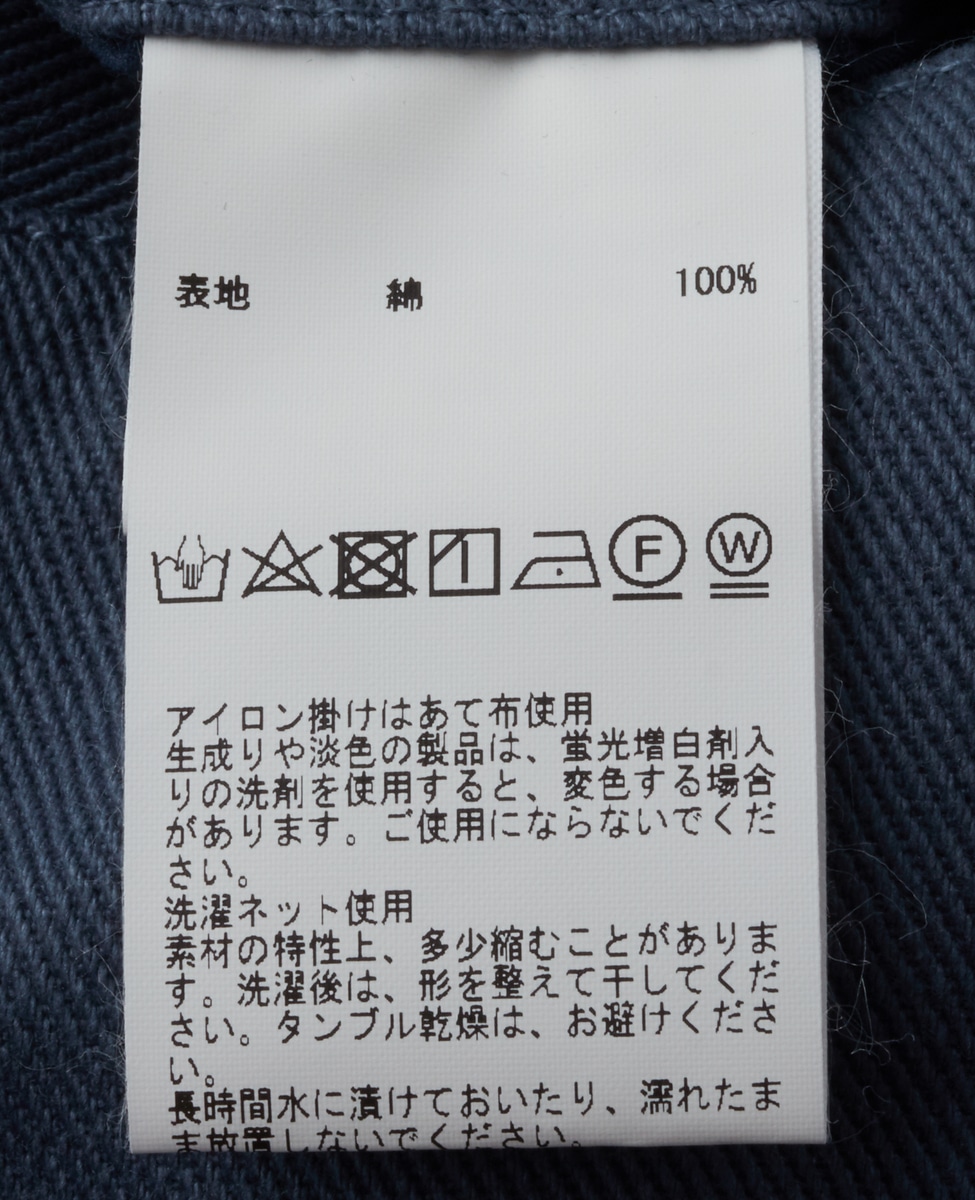 表地 綿 100%
F W
アイロン掛けはあて布使用
生成りや淡色の製品は、蛍光増白剤入
りの洗剤を使用すると、変色する場合
があります。ご使用にならないでくだ
さい。
洗濯ネット使用
素材の特性上、多少縮むことがありま
す。洗濯後は、形を整えて干してくだ
さい。タンブル乾燥は、お避けくださ
い。
長時間水に漬けておいたり、濡れたま
ま放置しないでください。